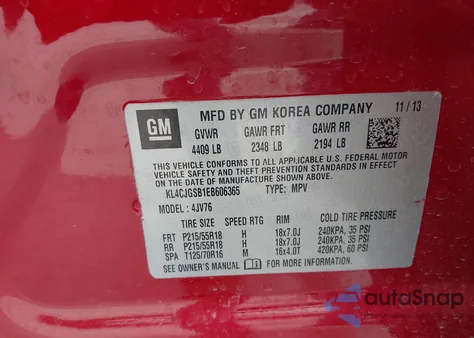 MFD BY GM KOREA COMPANY 11/13
GM
GVWR GAWR FRT GAWR RR
4409 LB 2348 LB 2194 LB
THIS VEHICLE CONFORMS TO ALL APPLICABLE U.S. FEDERAL MOTOR
VEHICLE SAFETY, BUMPER, AND THEFT PREVENTION STANDARDS IN
EFFECT ON THE DATE OF MANUFACTURE SHOWN ABOVE.
KL4CJGSB1EB606365 TYPE: MPV
MODEL: 4JV76
TIRE SIZE SPEED RTG RIM COLD TIRE PRESSURE
FRT P215/55R18 H 18x7.0J 240KPA, 35 PSI
RR P215/55R18 H 18x7.0J 240KPA, 35 PSI
SPA T125/70R16 M 16x4.0T 420KPA, 60 PSI
SEE OWNER'S MANUAL FOR ADDITIONAL INFORMATION
autoSnap